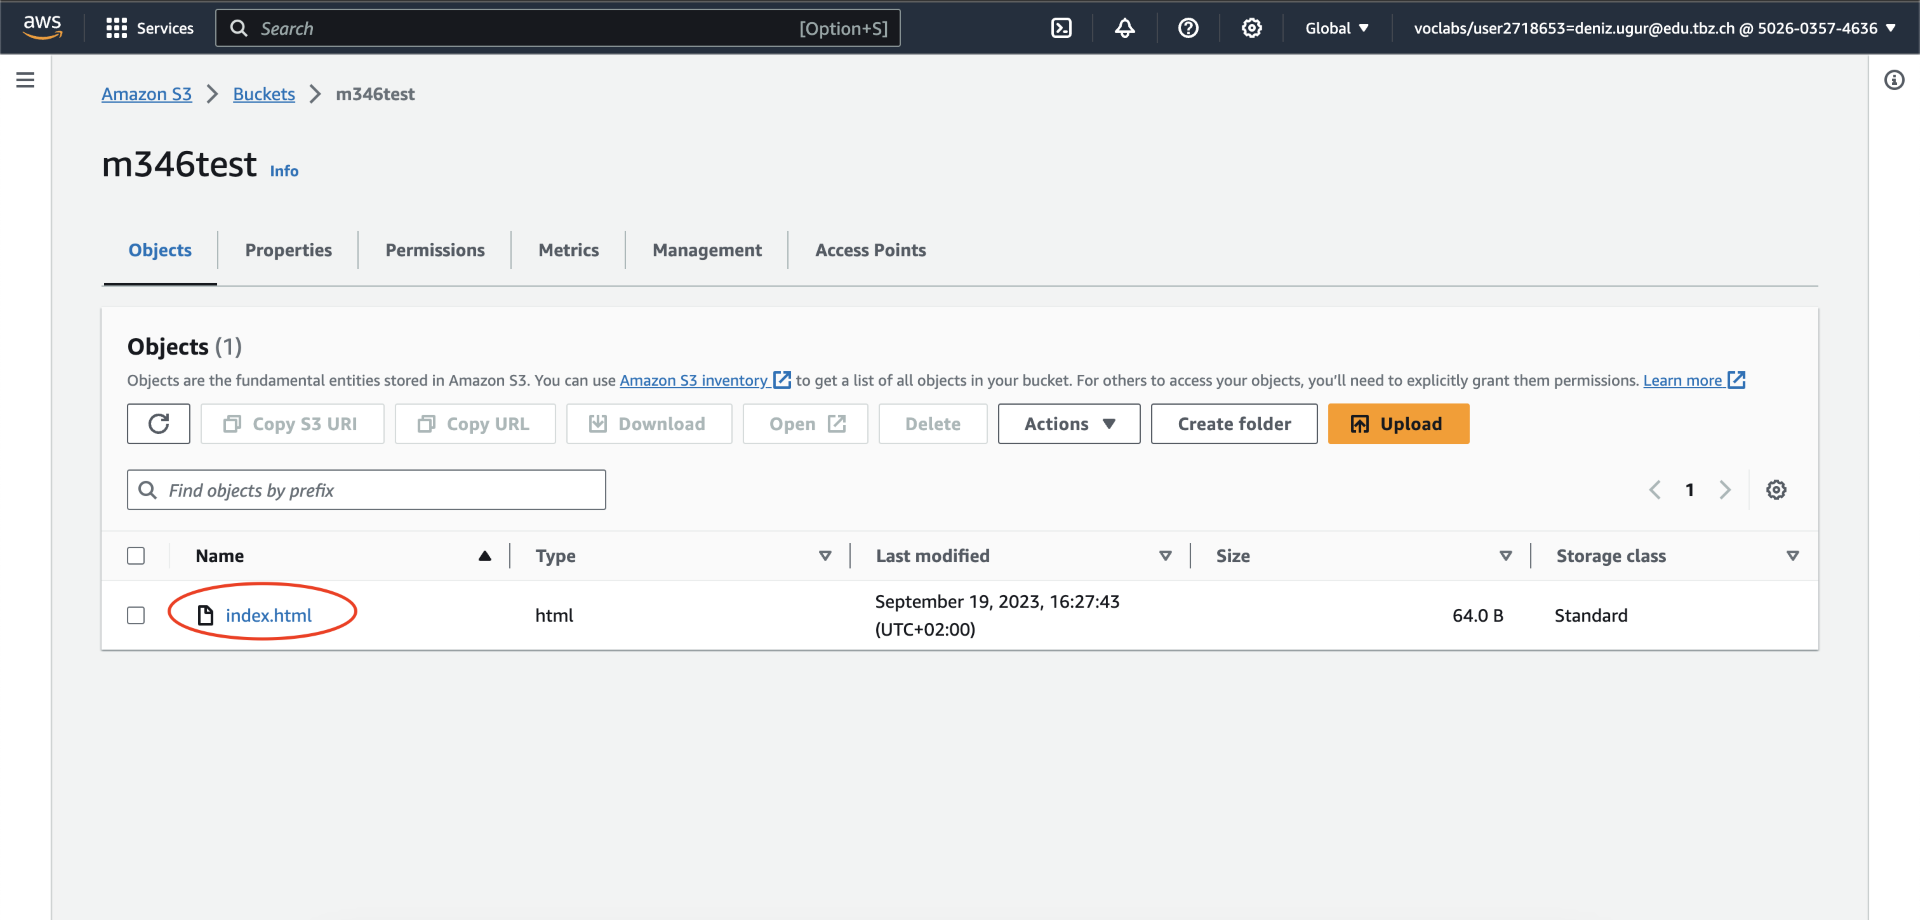 aws Services Search [Option+S] Global voclabs/user2718653=deniz.ugur@edu.tbz.ch @ 5026-0357-4636
Amazon S3 Buckets m346test
m346test Info
Objects Properties Permissions Metrics Management Access Points
Objects (1)
Objects are the fundamental entities stored in Amazon S3. You can use Amazon S3 inventory to get a list of all objects in your bucket. For others to access your objects, you'll need to explicitly grant them permissions. Learn more
Copy S3 URI Copy URL Download Open Delete Actions Create folder Upload
Find objects by prefix 1
Name Type Last modified Size Storage class
index.html html September 19, 2023, 16:27:43 (UTC+02:00) 64.0 B Standard